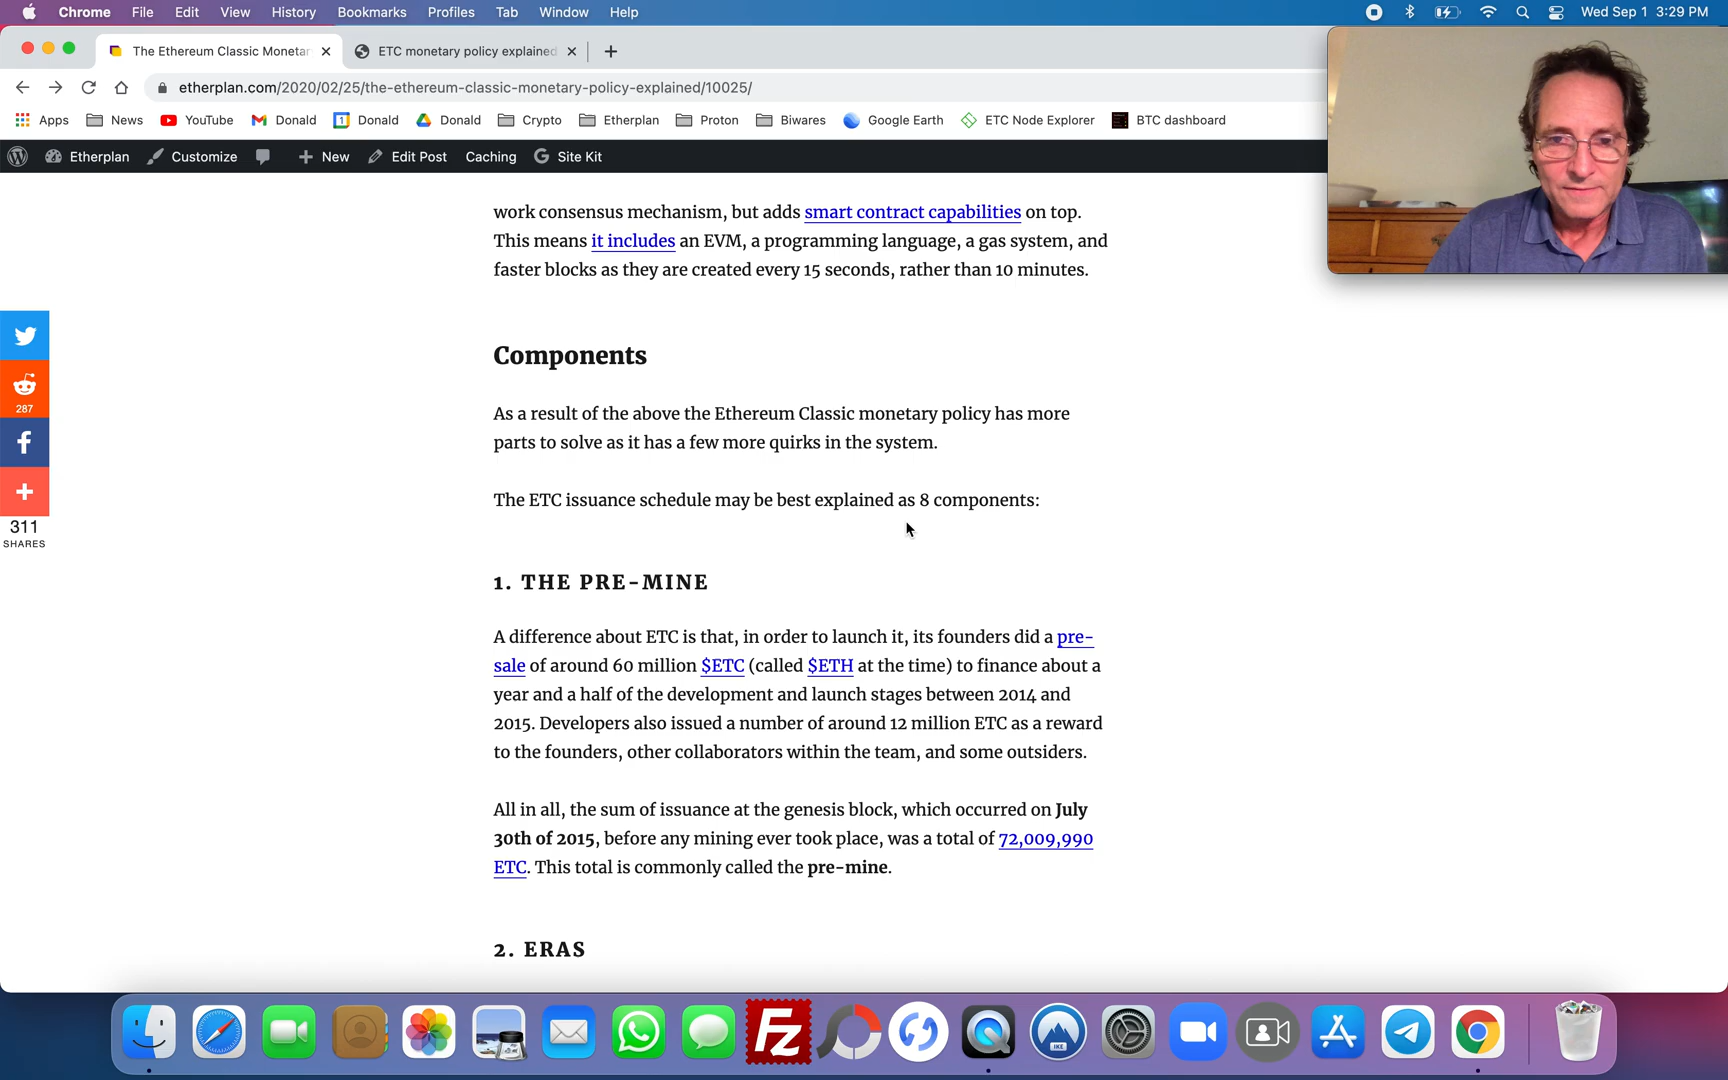 Chrome File Edit View History Bookmarks Profiles Tab Window Help
Wed Sep 1 3:29 PM
The Ethereum Classic Monetar
ETC monetary policy explained
etherplan.com/2020/02/25/the-ethereum-classic-monetary-policy-explained/10025/
Apps News YouTube Donald Donald Donald Crypto Etherplan Proton Biwares Google Earth ETC Node Explorer BTC dashboard
Etherplan Customize New Edit Post Caching Site Kit
work consensus mechanism, but adds smart contract capabilities on top.
This means it includes an EVM, a programming language, a gas system, and
faster blocks as they are created every 15 seconds, rather than 10 minutes.
Components
As a result of the above the Ethereum Classic monetary policy has more
parts to solve as it has a few more quirks in the system.
The ETC issuance schedule may be best explained as 8 components:
287
311
SHARES
1. THE PRE-MINE
A difference about ETC is that, in order to launch it, its founders did a pre-
sale of around 60 million $ETC (called $ETH at the time) to finance about a
year and a half of the development and launch stages between 2014 and
2015. Developers also issued a number of around 12 million ETC as a reward
to the founders, other collaborators within the team, and some outsiders.
All in all, the sum of issuance at the genesis block, which occurred on July
30th of 2015, before any mining ever took place, was a total of 72,009,990
ETC. This total is commonly called the pre-mine.
2. ERAS
Fz
IKE